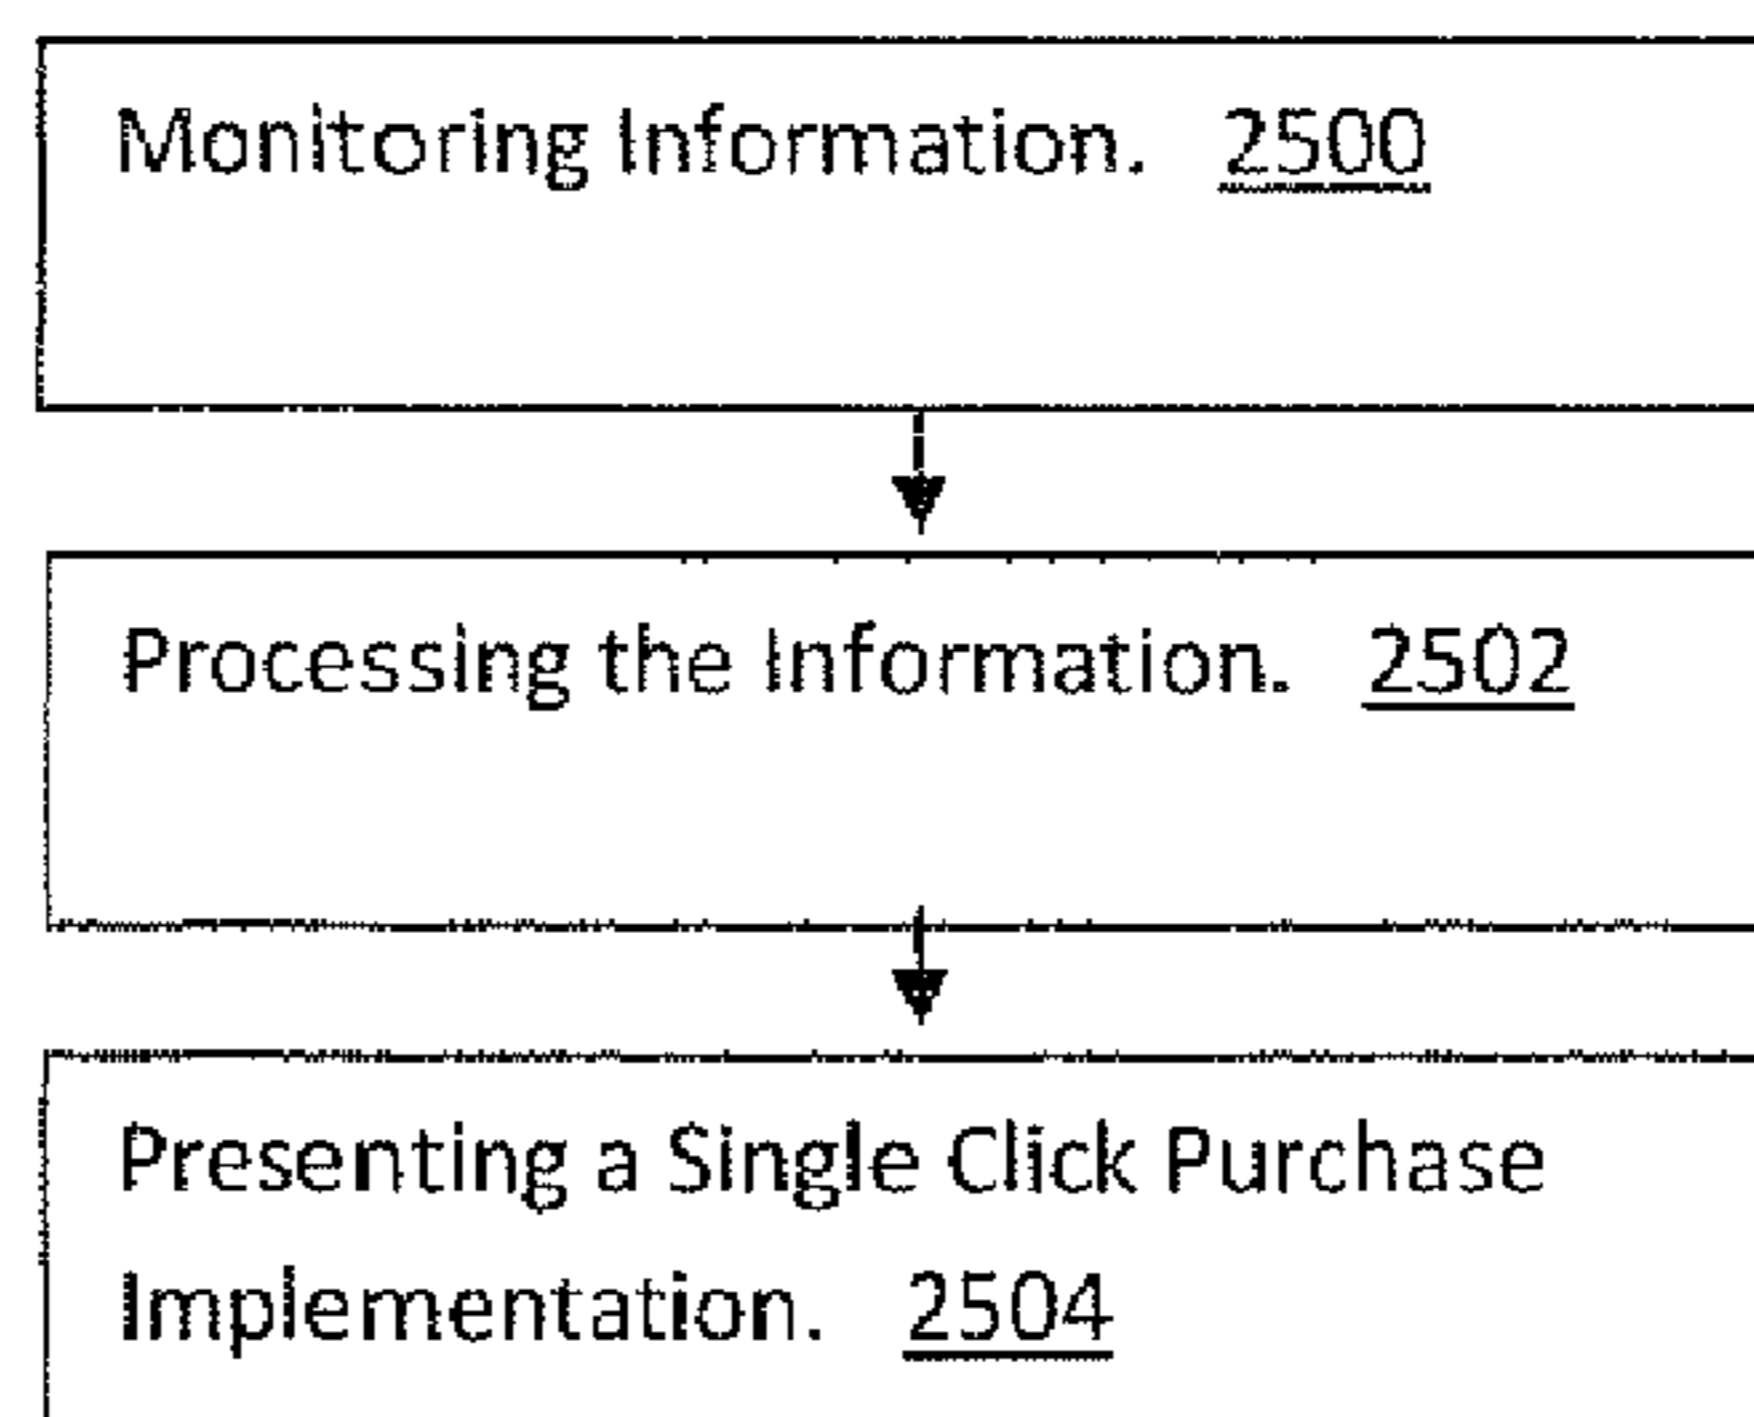 Monitoring Information. 2500
Processing the Information. 2502
Presenting a Single Click Purchase
Implementation. 2504